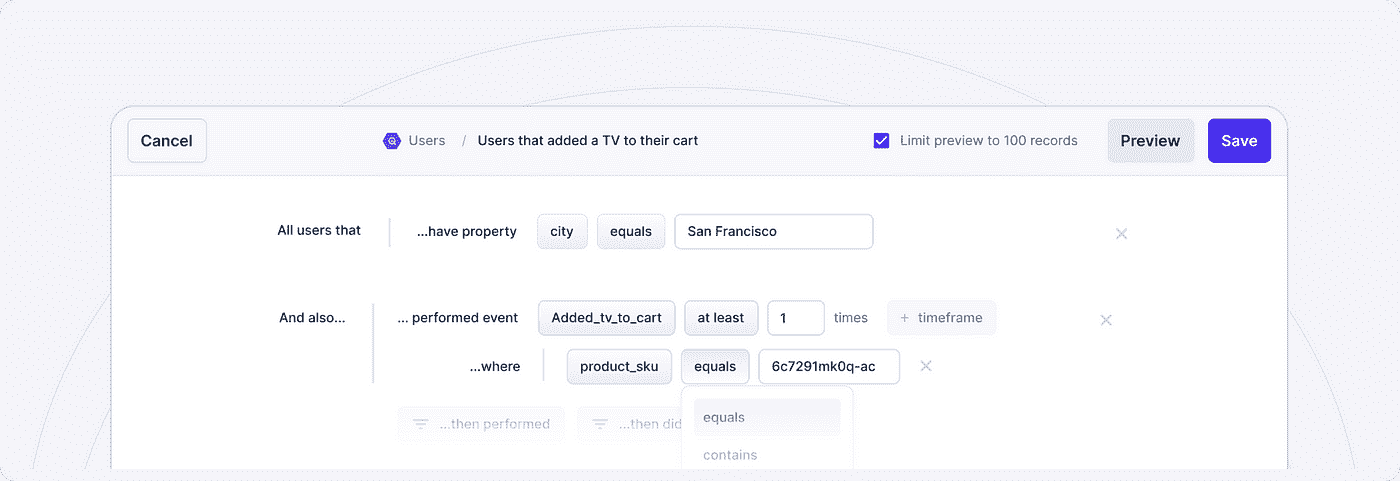 Cancel Users / Users that added a TV to their cart Limit preview to 100 records Preview Save
All users that ...have property city equals San Francisco
And also... ... performed event Added_tv_to_cart at least 1 times + timeframe
...where product_sku equals 6c7291mk0q-ac
equals
...then performed ...then did
contains